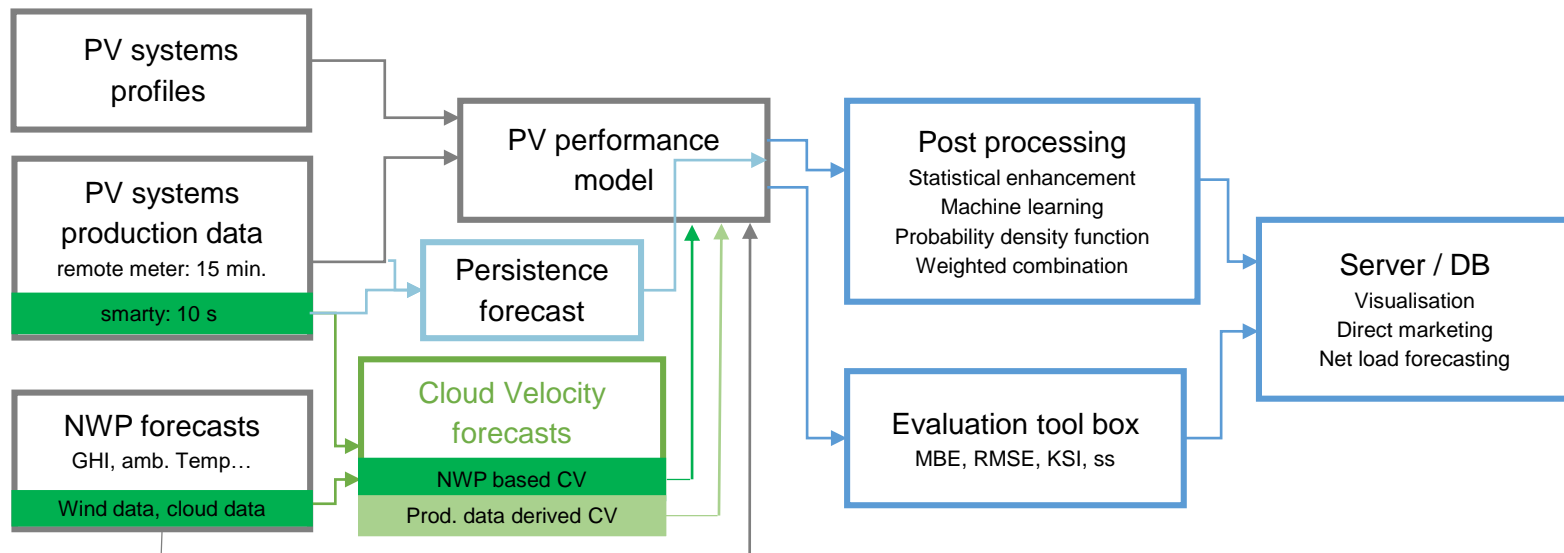 PV systems
profiles
PV systems
production data
remote meter: 15 min.
smarty: 10 s
NWP forecasts
GHI, amb. Temp…
Wind data, cloud data
PV performance
model
Persistence
forecast
Cloud Velocity
forecasts
NWP based CV
Prod. data derived CV
Post processing
Statistical enhancement
Machine learning
Probability density function
Weighted combination
Evaluation tool box
MBE, RMSE, KSI, ss
Server / DB
Visualisation
Direct marketing
Net load forecasting